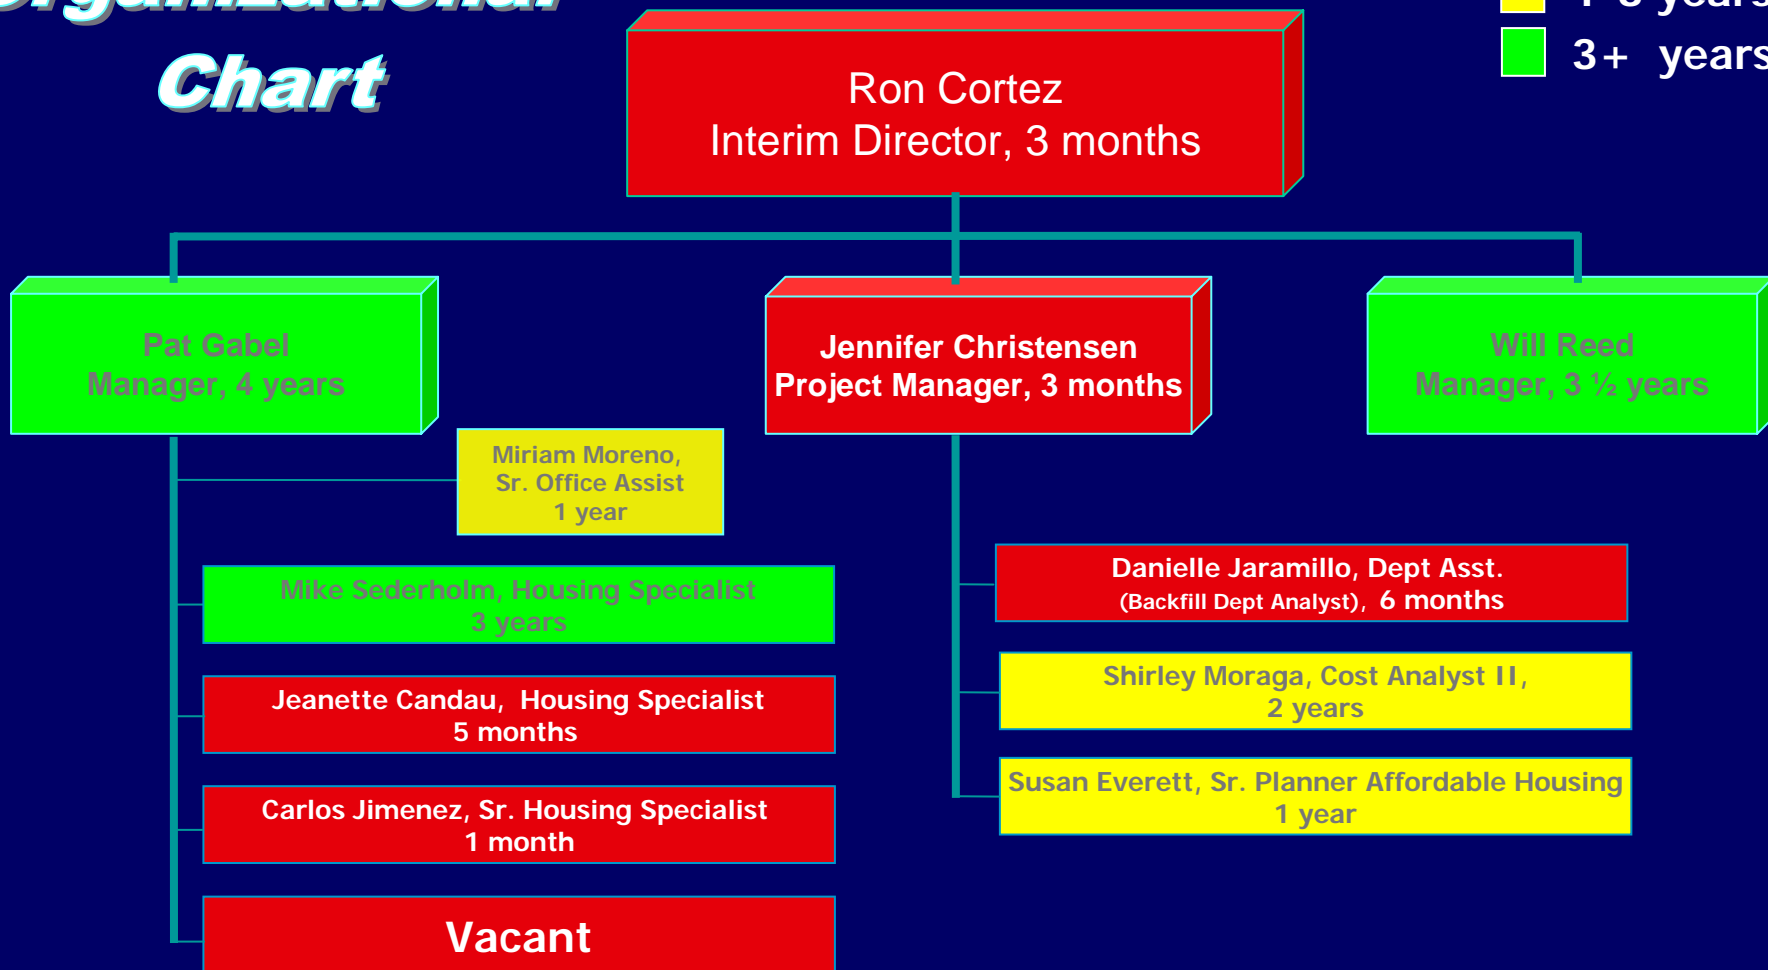 Organizational
Chart
1-3 years
3+ years
Ron Cortez
Interim Director, 3 months
Pat Gabel
Manager, 4 years
Jennifer Christensen
Project Manager, 3 months
Will Reed
Manager, 3 ½ years
Miriam Moreno,
Sr. Office Assist
1 year
Mike Sederholm, Housing Specialist
3 years
Jeanette Candau, Housing Specialist
5 months
Carlos Jimenez, Sr. Housing Specialist
1 month
Vacant
Danielle Jaramillo, Dept Asst.
(Backfill Dept Analyst), 6 months
Shirley Moraga, Cost Analyst II,
2 years
Susan Everett, Sr. Planner Affordable Housing
1 year